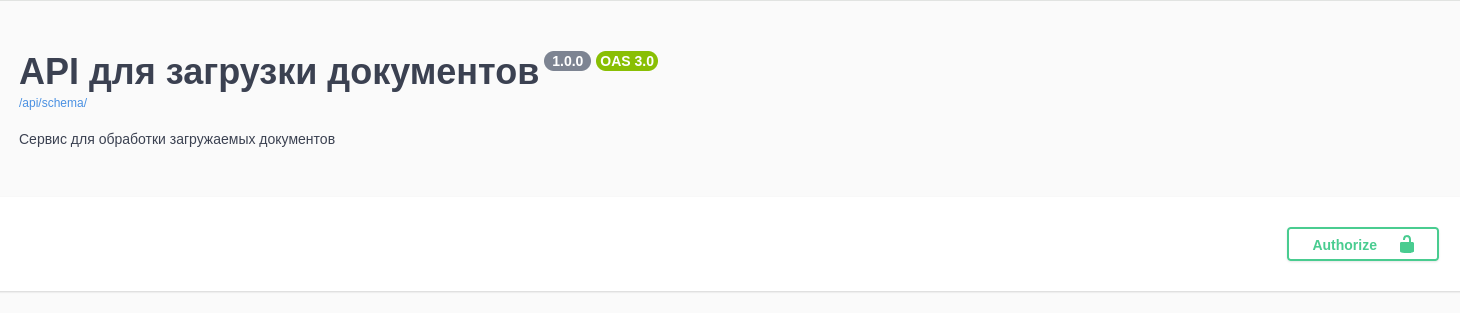 API для загрузки документов 1.0.0 OAS 3.0
/api/schema/
Сервис для обработки загружаемых документов
Authorize